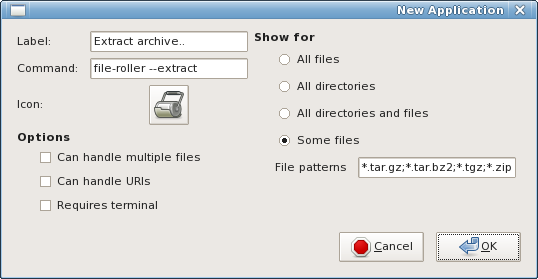 New Application
Label: Extract archive..
Command: file-roller --extract
Icon:
Options
Can handle multiple files
Can handle URIs
Requires terminal
Show for
All files
All directories
All directories and files
Some files
File patterns *.tar.gz;*.tar.bz2;*.tgz;*.zip
Cancel
OK